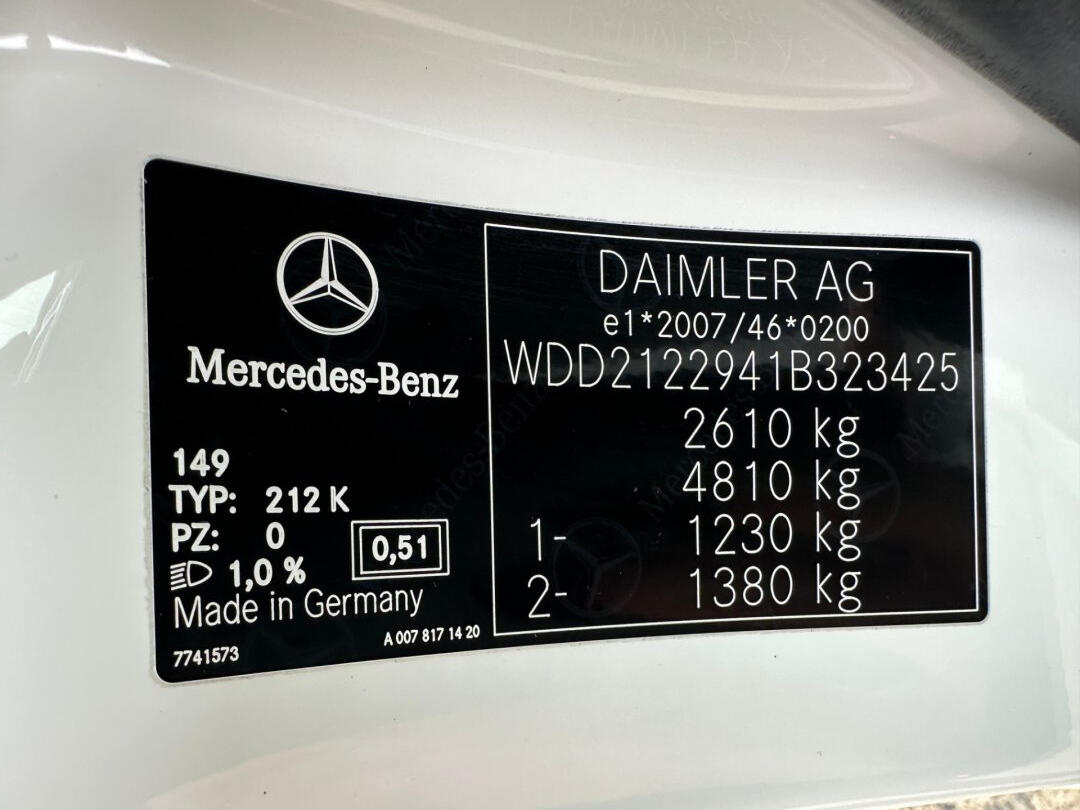 Mercedes-Benz
149
TYP: 212 K
PZ: 0
1,0 %
0,51
Made in Germany
A 007 817 14 20
7741573
DAIMLER AG
e1*2007/46*0200
WDD2122941B323425
2610 kg
4810 kg
1- 1230 kg
2- 1380 kg